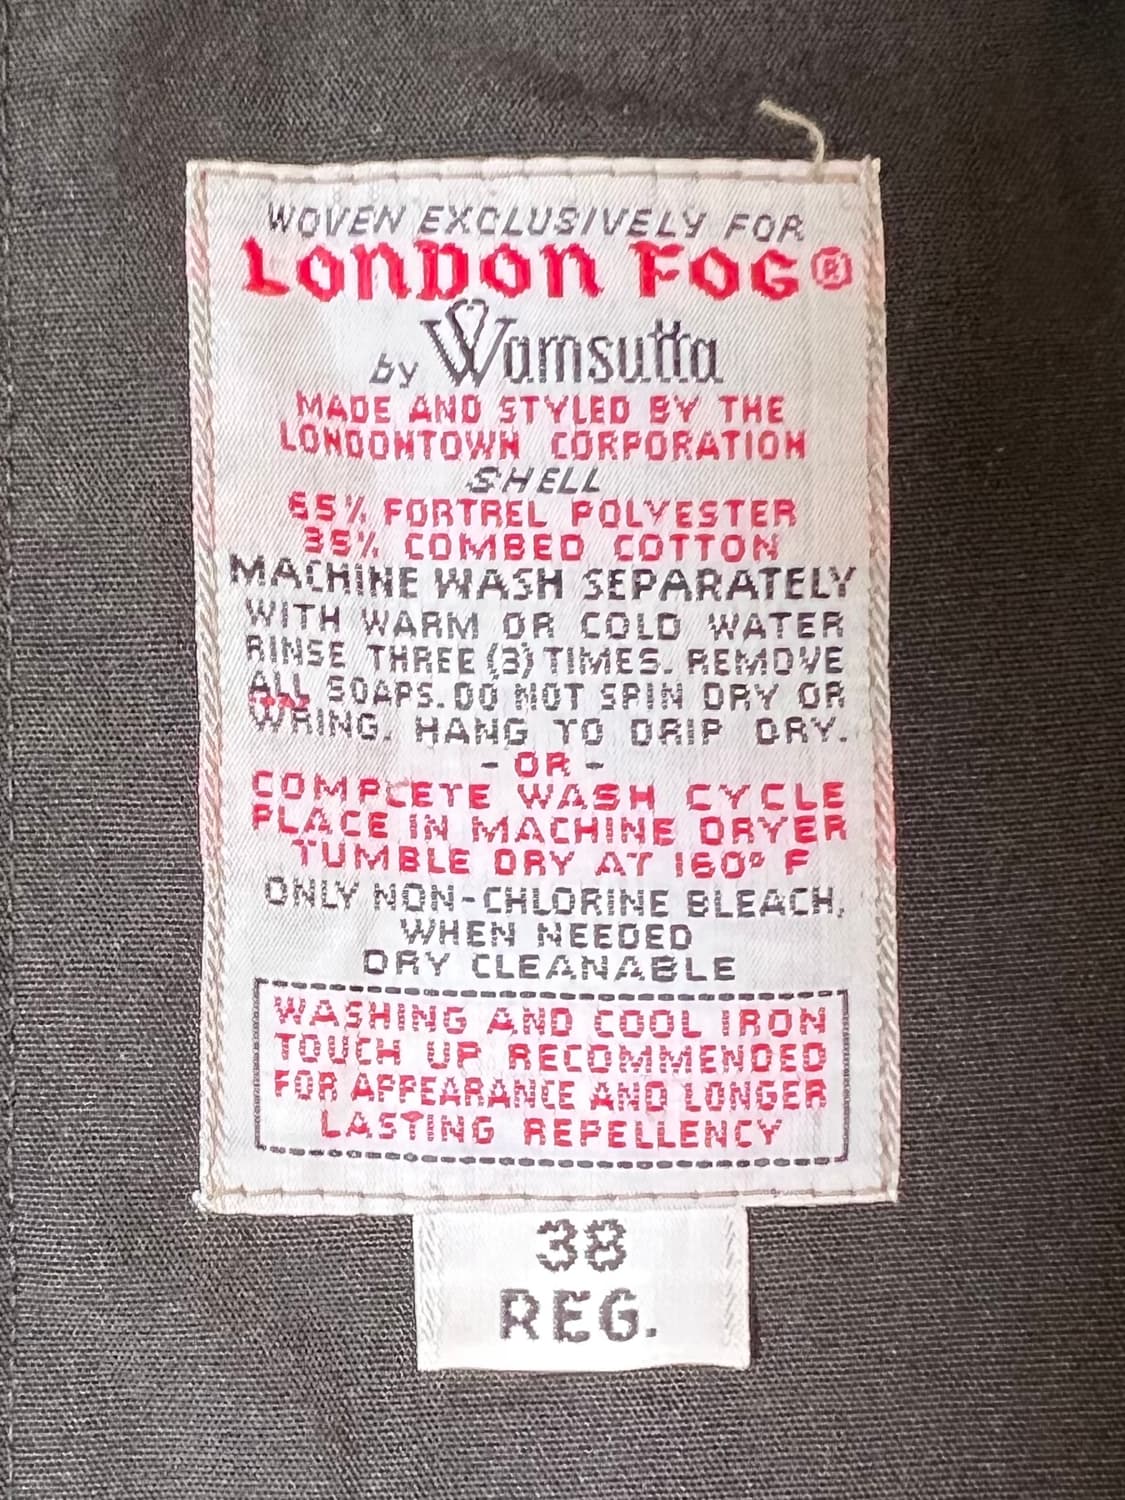 WOVEN EXCLUSIVELY FOR
LONDON FOG®
by Wamsutta
MADE AND STYLED BY THE
LONDONTOWN CORPORATION
SHELL
65% FORTREL POLYESTER
35% COMBED COTTON
MACHINE WASH SEPARATELY
WITH WARM OR COLD WATER
RINSE THREE (3) TIMES. REMOVE
ALL SOAPS. DO NOT SPIN DRY OR
WRING. HANG TO DRIP DRY.
- OR -
COMPLETE WASH CYCLE
PLACE IN MACHINE DRYER
TUMBLE DRY AT 160° F
ONLY NON-CHLORINE BLEACH,
WHEN NEEDED
DRY CLEANABLE
WASHING AND COOL IRON
TOUCH UP RECOMMENDED
FOR APPEARANCE AND LONGER
LASTING REPELLENCY
38
REG.